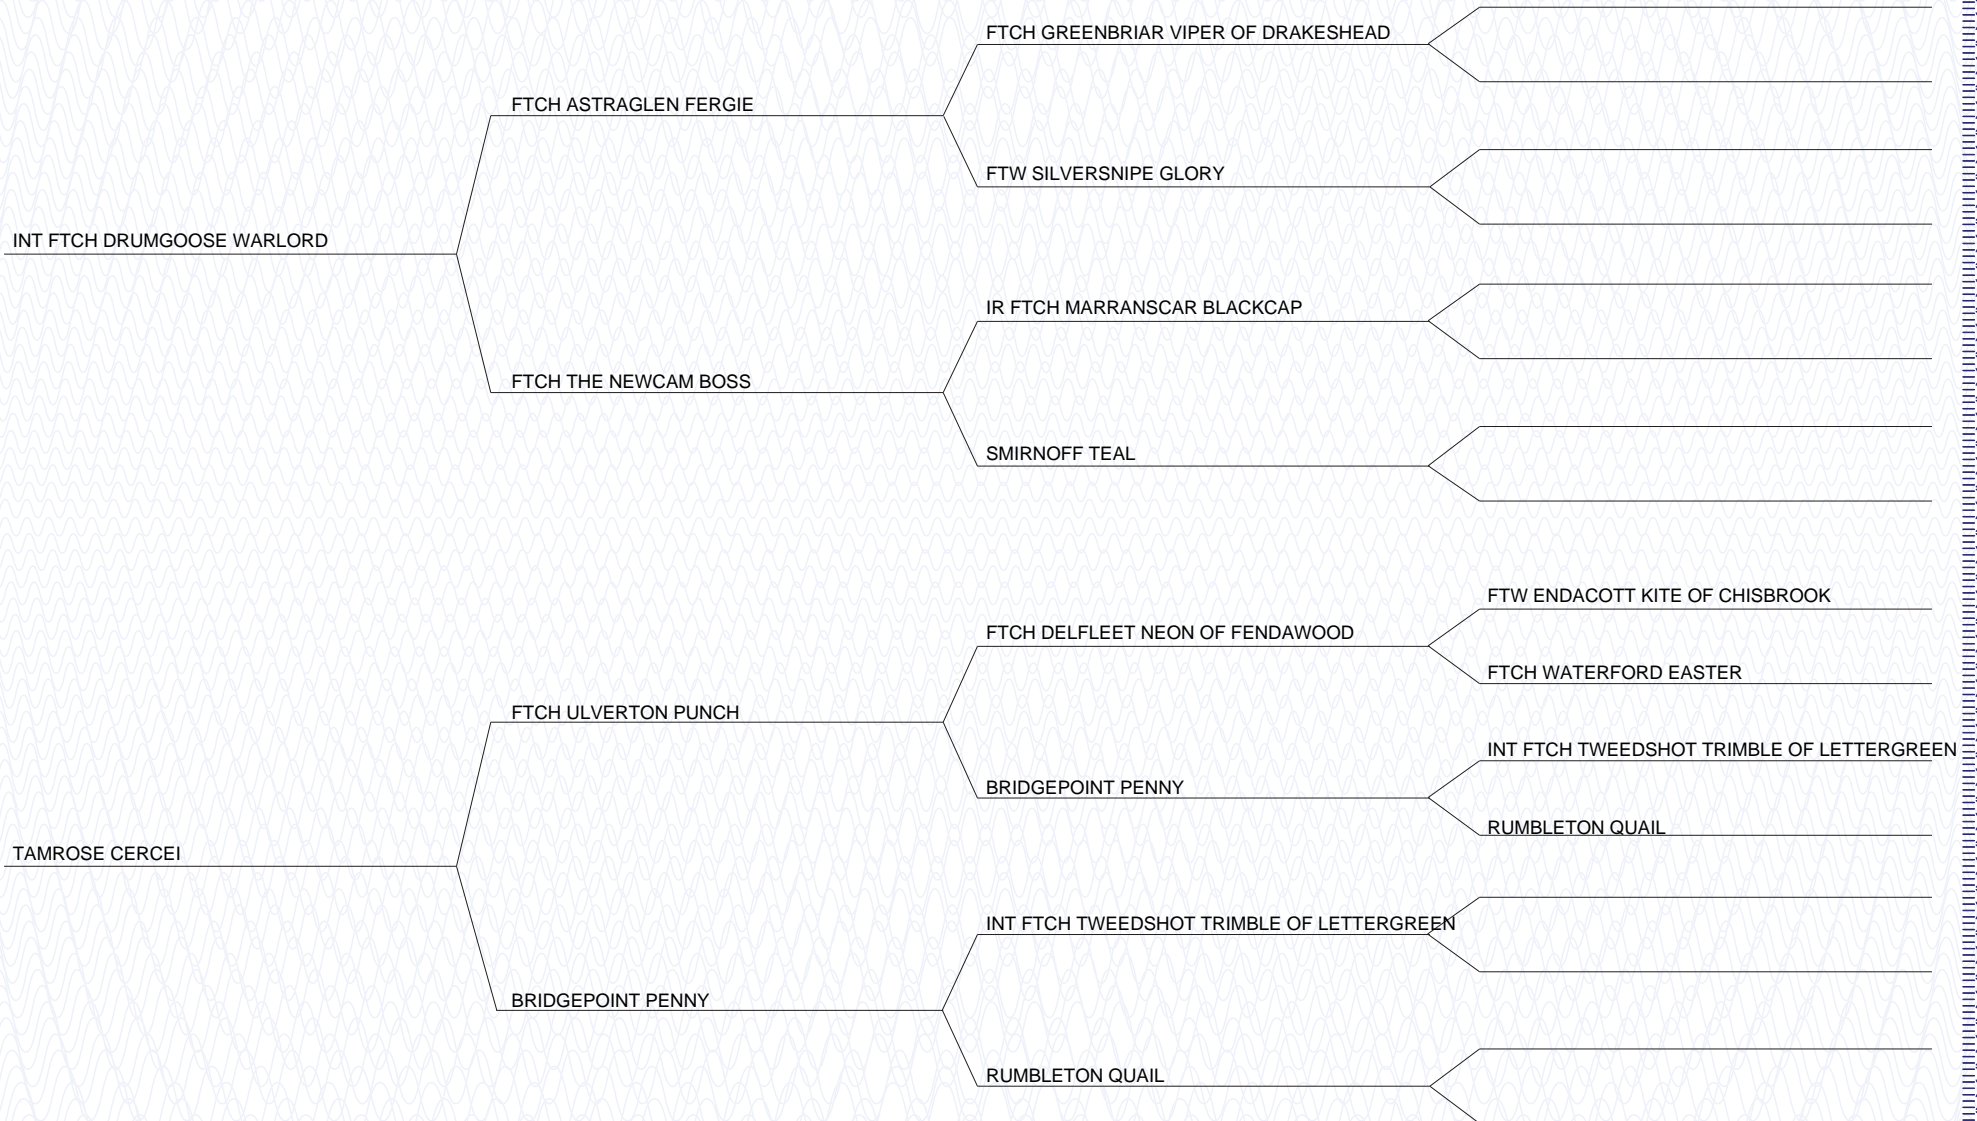 FTCH GREENBRIAR VIPER OF DRAKESHEAD
FTCH ASTRAGLEN FERGIE
FTW SILVERSNIPE GLORY
INT FTCH DRUMGOOSE WARLORD
IR FTCH MARRANSCAR BLACKCAP
FTCH THE NEWCAM BOSS
SMIRNOFF TEAL
FTW ENDACOTT KITE OF CHISBROOK
FTCH DELFLEET NEON OF FENDAWOOD
FTCH WATERFORD EASTER
FTCH ULVERTON PUNCH
INT FTCH TWEEDSHOT TRIMBLE OF LETTERGREEN
BRIDGEPOINT PENNY
RUMBLETON QUAIL
TAMROSE CERCEI
INT FTCH TWEEDSHOT TRIMBLE OF LETTERGREEN
BRIDGEPOINT PENNY
RUMBLETON QUAIL